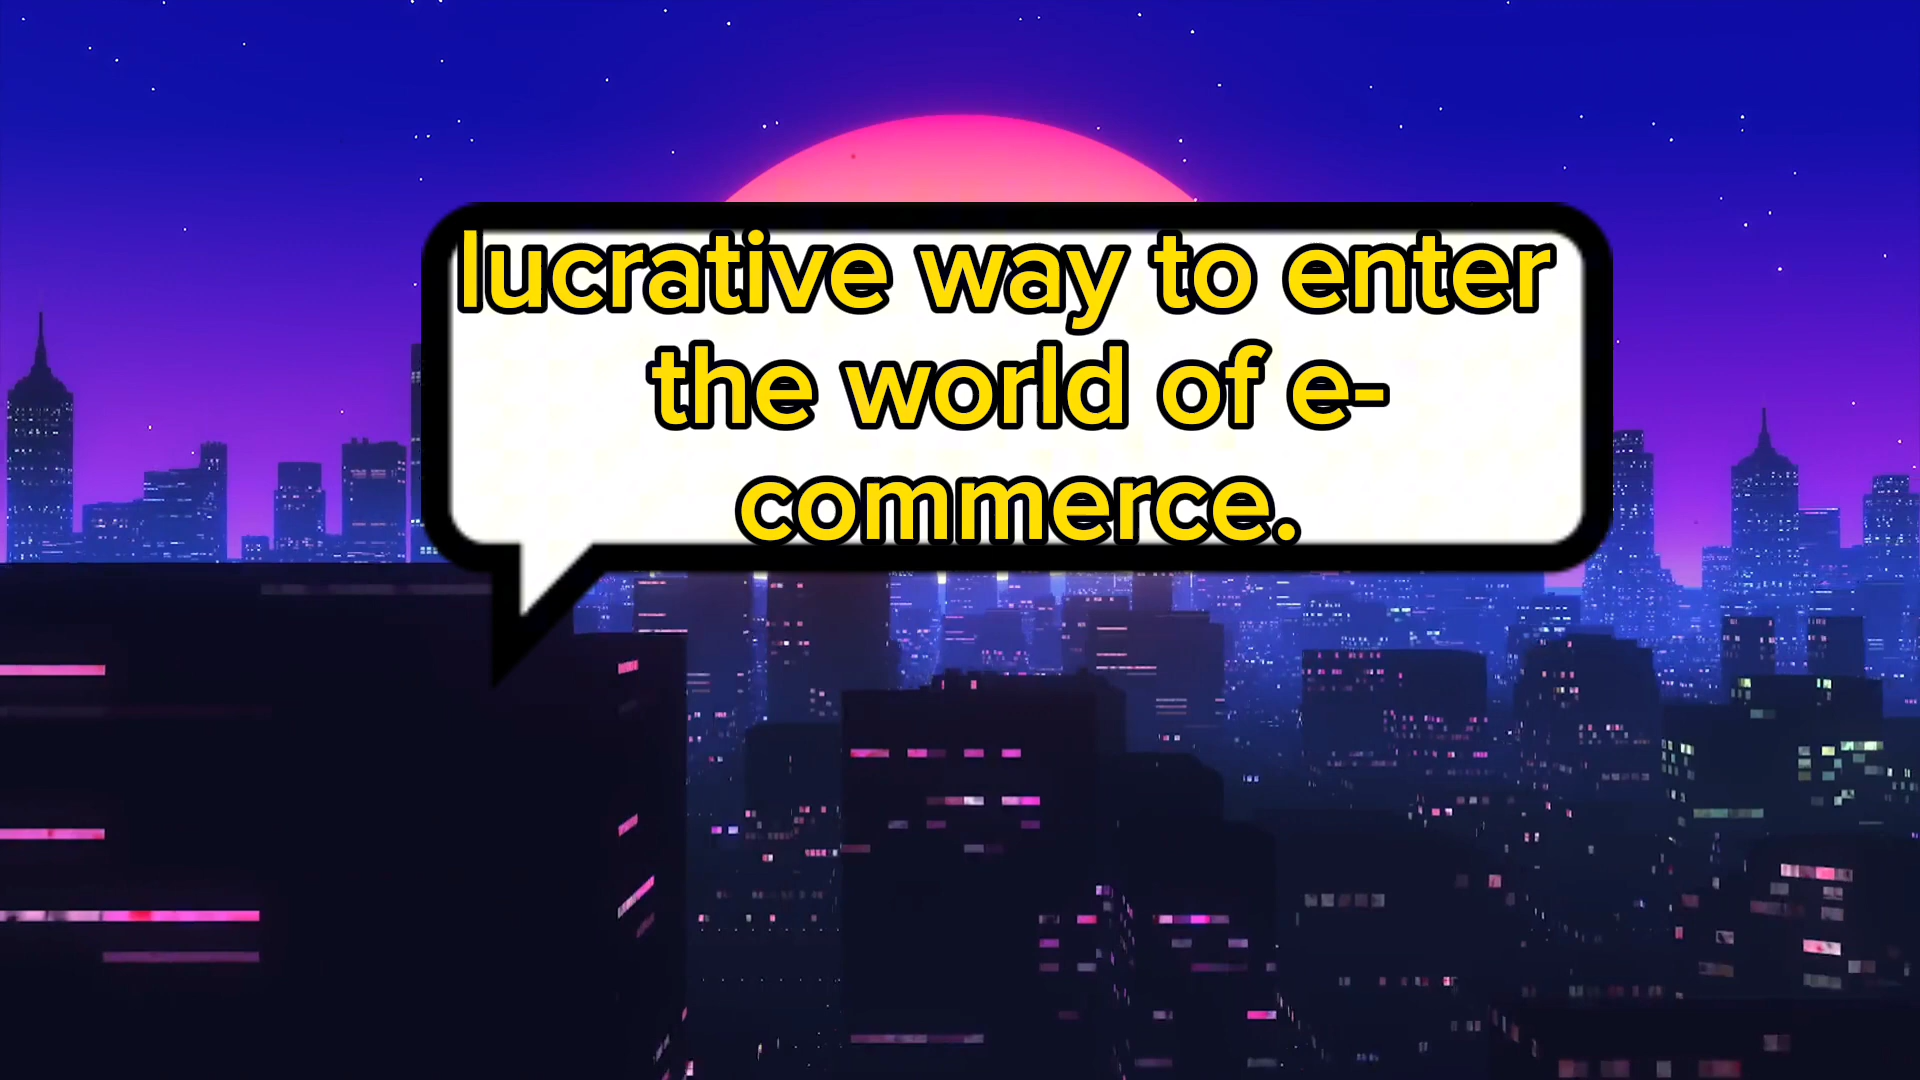 lucrative way to enter
the world of e-
commerce.